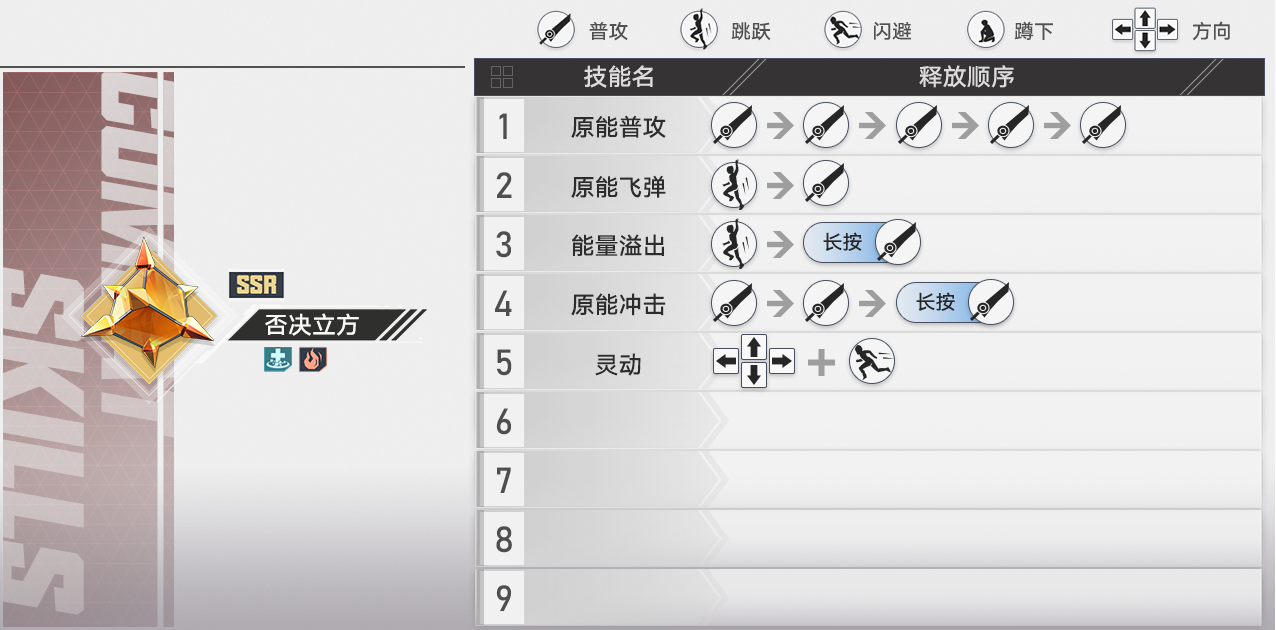 普攻 跳跃 闪避 蹲下 方向
技能名 释放顺序
COMBAT
SKILLS
SSR
否决立方
1 原能普攻
2 原能飞弹
3 能量溢出 长按
4 原能冲击 长按
5 灵动
6
7
8
9